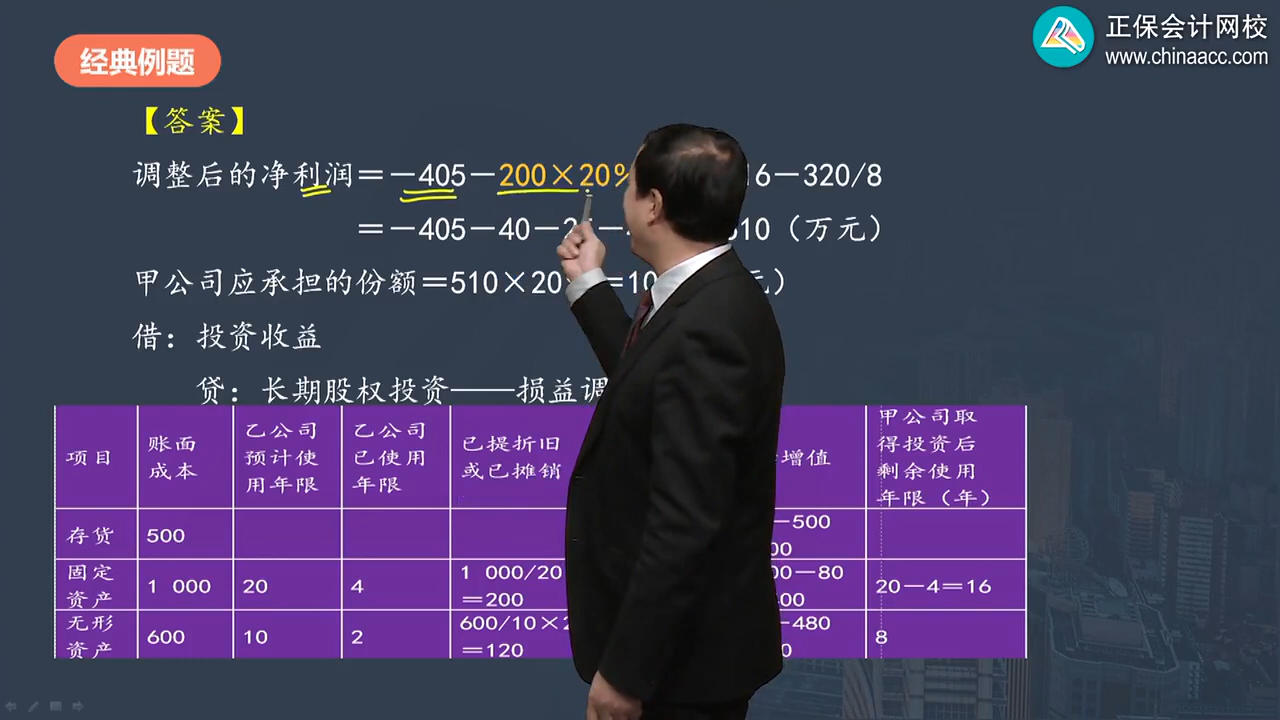 正保会计网校
www.chinaacc.com
经典例题
【答案】
调整后的净利润＝－405－200×20% 16－320/8
＝－405－40－25－ 510（万元）
甲公司应承担的份额＝510×20 ＝10 元）
借：投资收益
贷：长期股权投资——损益调
项目 账面成本 乙公司预计使用年限 乙公司已使用年限 已提折旧或已摊销 增值 甲公司取得投资后剩余使用年限（年）
存货 500 －500 00
固定资产 1 000 20 4 1 000/20 ＝200 00－80 00 20－4＝16
无形资产 600 10 2 600/10×2 ＝120 －480 0 8